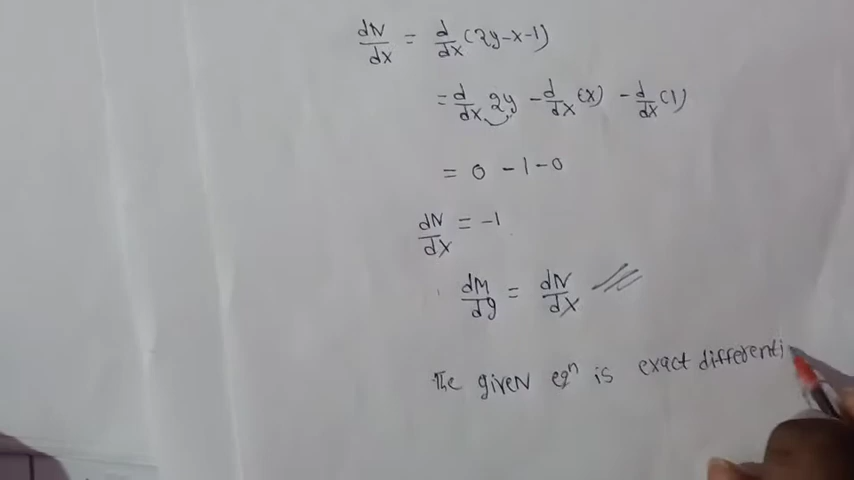 dN/dx = d/dx (2y-x-1)
= d/dx 2y - d/dx (x) - d/dx (1)
= 0 -1-0
dN/dx = -1
dM/dy = dN/dx
The given eqⁿ is exact differenti